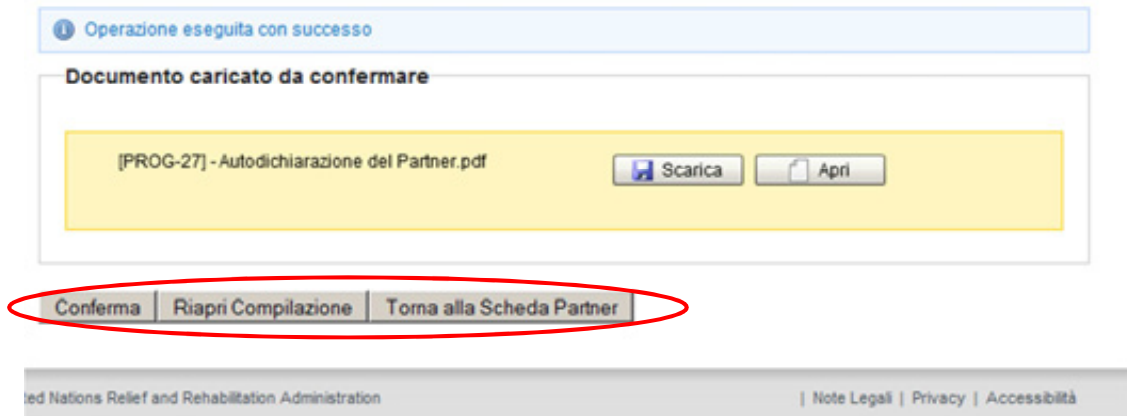 Operazione eseguita con successo
Documento caricato da confermare
[PROG-27] - Autodichiarazione del Partner.pdf Scarica Apri
Conferma Riapri Compilazione Torna alla Scheda Partner
ted Nations Relief and Rehabilitation Administration | Note Legali | Privacy | Accessibilità